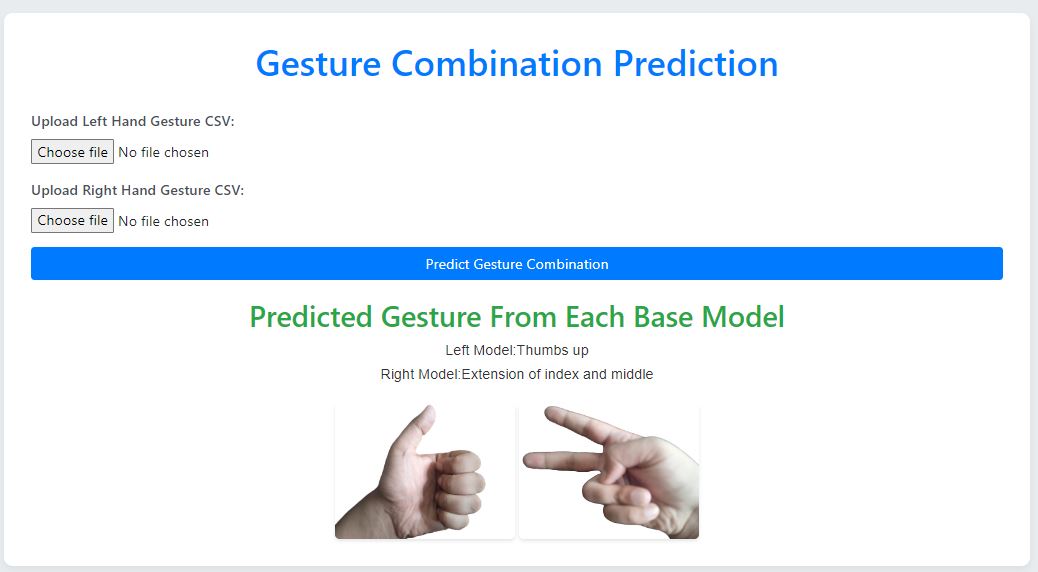 Gesture Combination Prediction
Upload Left Hand Gesture CSV:
Choose file No file chosen
Upload Right Hand Gesture CSV:
Choose file No file chosen
Predict Gesture Combination
Predicted Gesture From Each Base Model
Left Model:Thumbs up
Right Model:Extension of index and middle